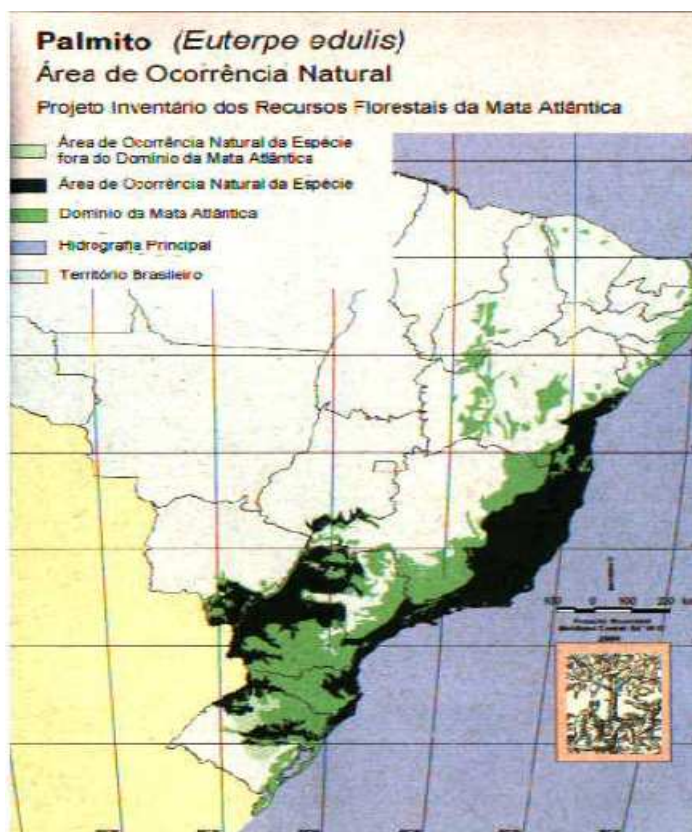 Palmito (Euterpe edulis)
Área de Ocorrência Natural
Projeto Inventário dos Recursos Florestais da Mata Atlântica
Área de Ocorrência Natural da Espécie
fora do Domínio da Mata Atlântica
Área de Ocorrência Natural da Espécie
Domínio da Mata Atlântica
Hidrografia Principal
Território Brasileiro
100 0 100 220